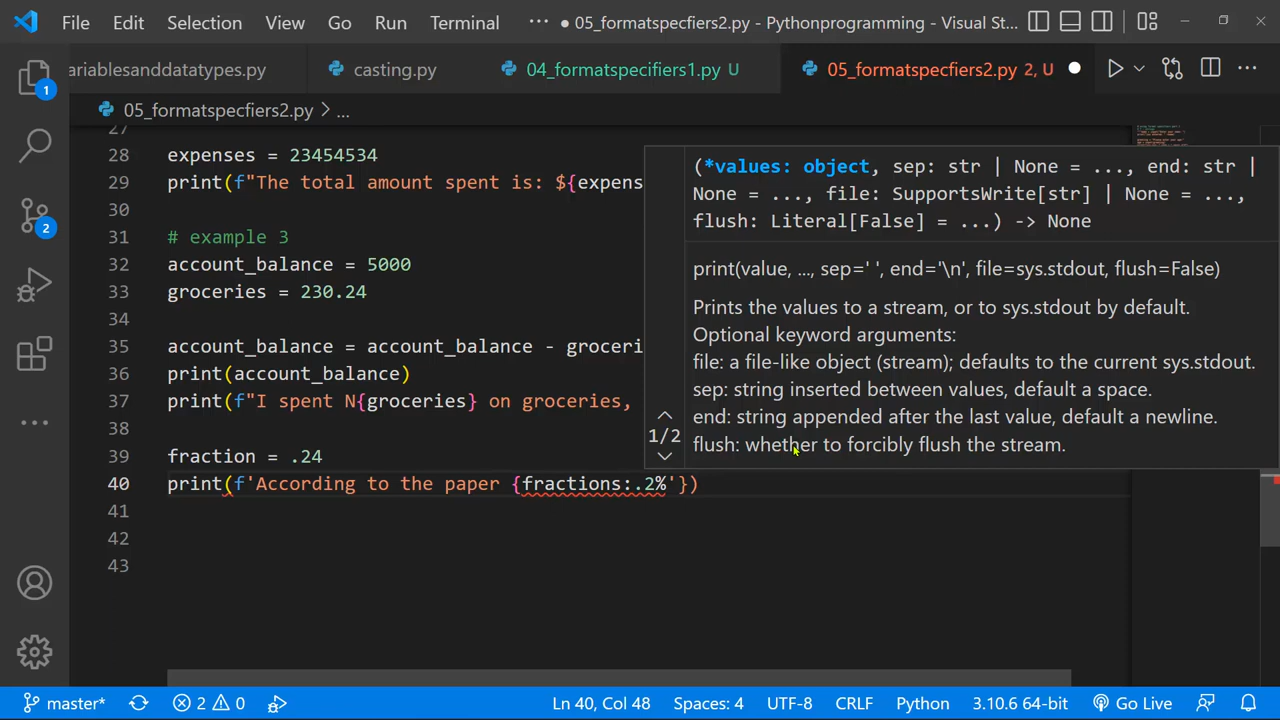 File Edit Selection View Go Run Terminal ··· ● 05_formatspecfiers2.py - Pythonprogramming - Visual St...
ariablesanddatatypes.py casting.py 04_formatspecifiers1.py U 05_formatspecfiers2.py 2, U
05_formatspecfiers2.py > ...
27
28 expenses = 23454534
29 print(f"The total amount spent is: ${expens
30
31 # example 3
32 account_balance = 5000
33 groceries = 230.24
34
35 account_balance = account_balance - groceri
36 print(account_balance)
37 print(f"I spent N{groceries} on groceries,
38
39 fraction = .24
40 print(f'According to the paper {fractions:.2%'})
41
42
43
(*values: object, sep: str | None = ..., end: str |
None = ..., file: SupportsWrite[str] | None = ...,
flush: Literal[False] = ...) -> None
print(value, ..., sep=' ', end='\n', file=sys.stdout, flush=False)
Prints the values to a stream, or to sys.stdout by default.
Optional keyword arguments:
file: a file-like object (stream); defaults to the current sys.stdout.
sep: string inserted between values, default a space.
end: string appended after the last value, default a newline.
flush: whether to forcibly flush the stream.
1/2
1
2
master* 2 0 Ln 40, Col 48 Spaces: 4 UTF-8 CRLF Python 3.10.6 64-bit Go Live